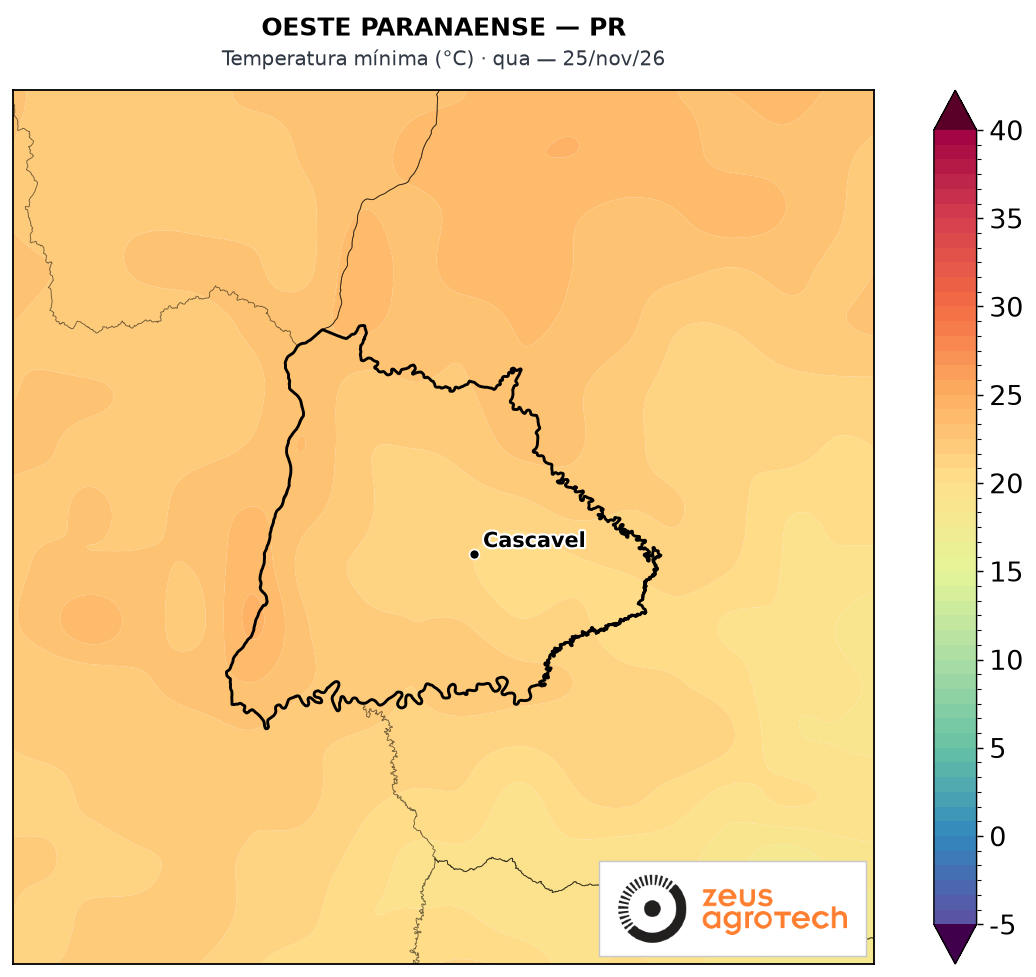 OESTE PARANAENSE — PR
Temperatura mínima (°C) · qua — 25/nov/26
40
35
30
25
20
15
10
5
0
-5
Cascavel
zeus
agrotech